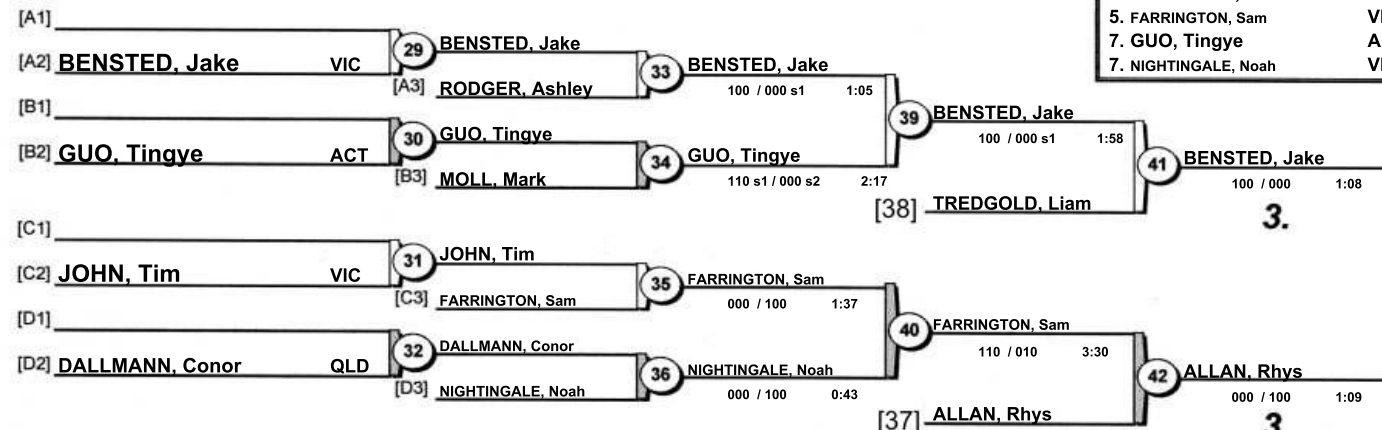 5. FARRINGTON, Sam
7. GUO, Tingye
7. NIGHTINGALE, Noah
[A1]
[A2] BENSTED, Jake VIC
29
BENSTED, Jake
[A3] RODGER, Ashley
33
BENSTED, Jake
100 / 000 s1 1:05
[B1]
[B2] GUO, Tingye ACT
30
GUO, Tingye
[B3] MOLL, Mark
34
GUO, Tingye
110 s1 / 000 s2 2:17
39
BENSTED, Jake
100 / 000 s1 1:58
[38] TREDGOLD, Liam
41
BENSTED, Jake
100 / 000 1:08
3.
[C1]
[C2] JOHN, Tim VIC
31
JOHN, Tim
[C3] FARRINGTON, Sam
35
FARRINGTON, Sam
000 / 100 1:37
[D1]
[D2] DALLMANN, Conor QLD
32
DALLMANN, Conor
[D3] NIGHTINGALE, Noah
36
NIGHTINGALE, Noah
000 / 100 0:43
40
FARRINGTON, Sam
110 / 010 3:30
[37] ALLAN, Rhys
42
ALLAN, Rhys
000 / 100 1:09
3